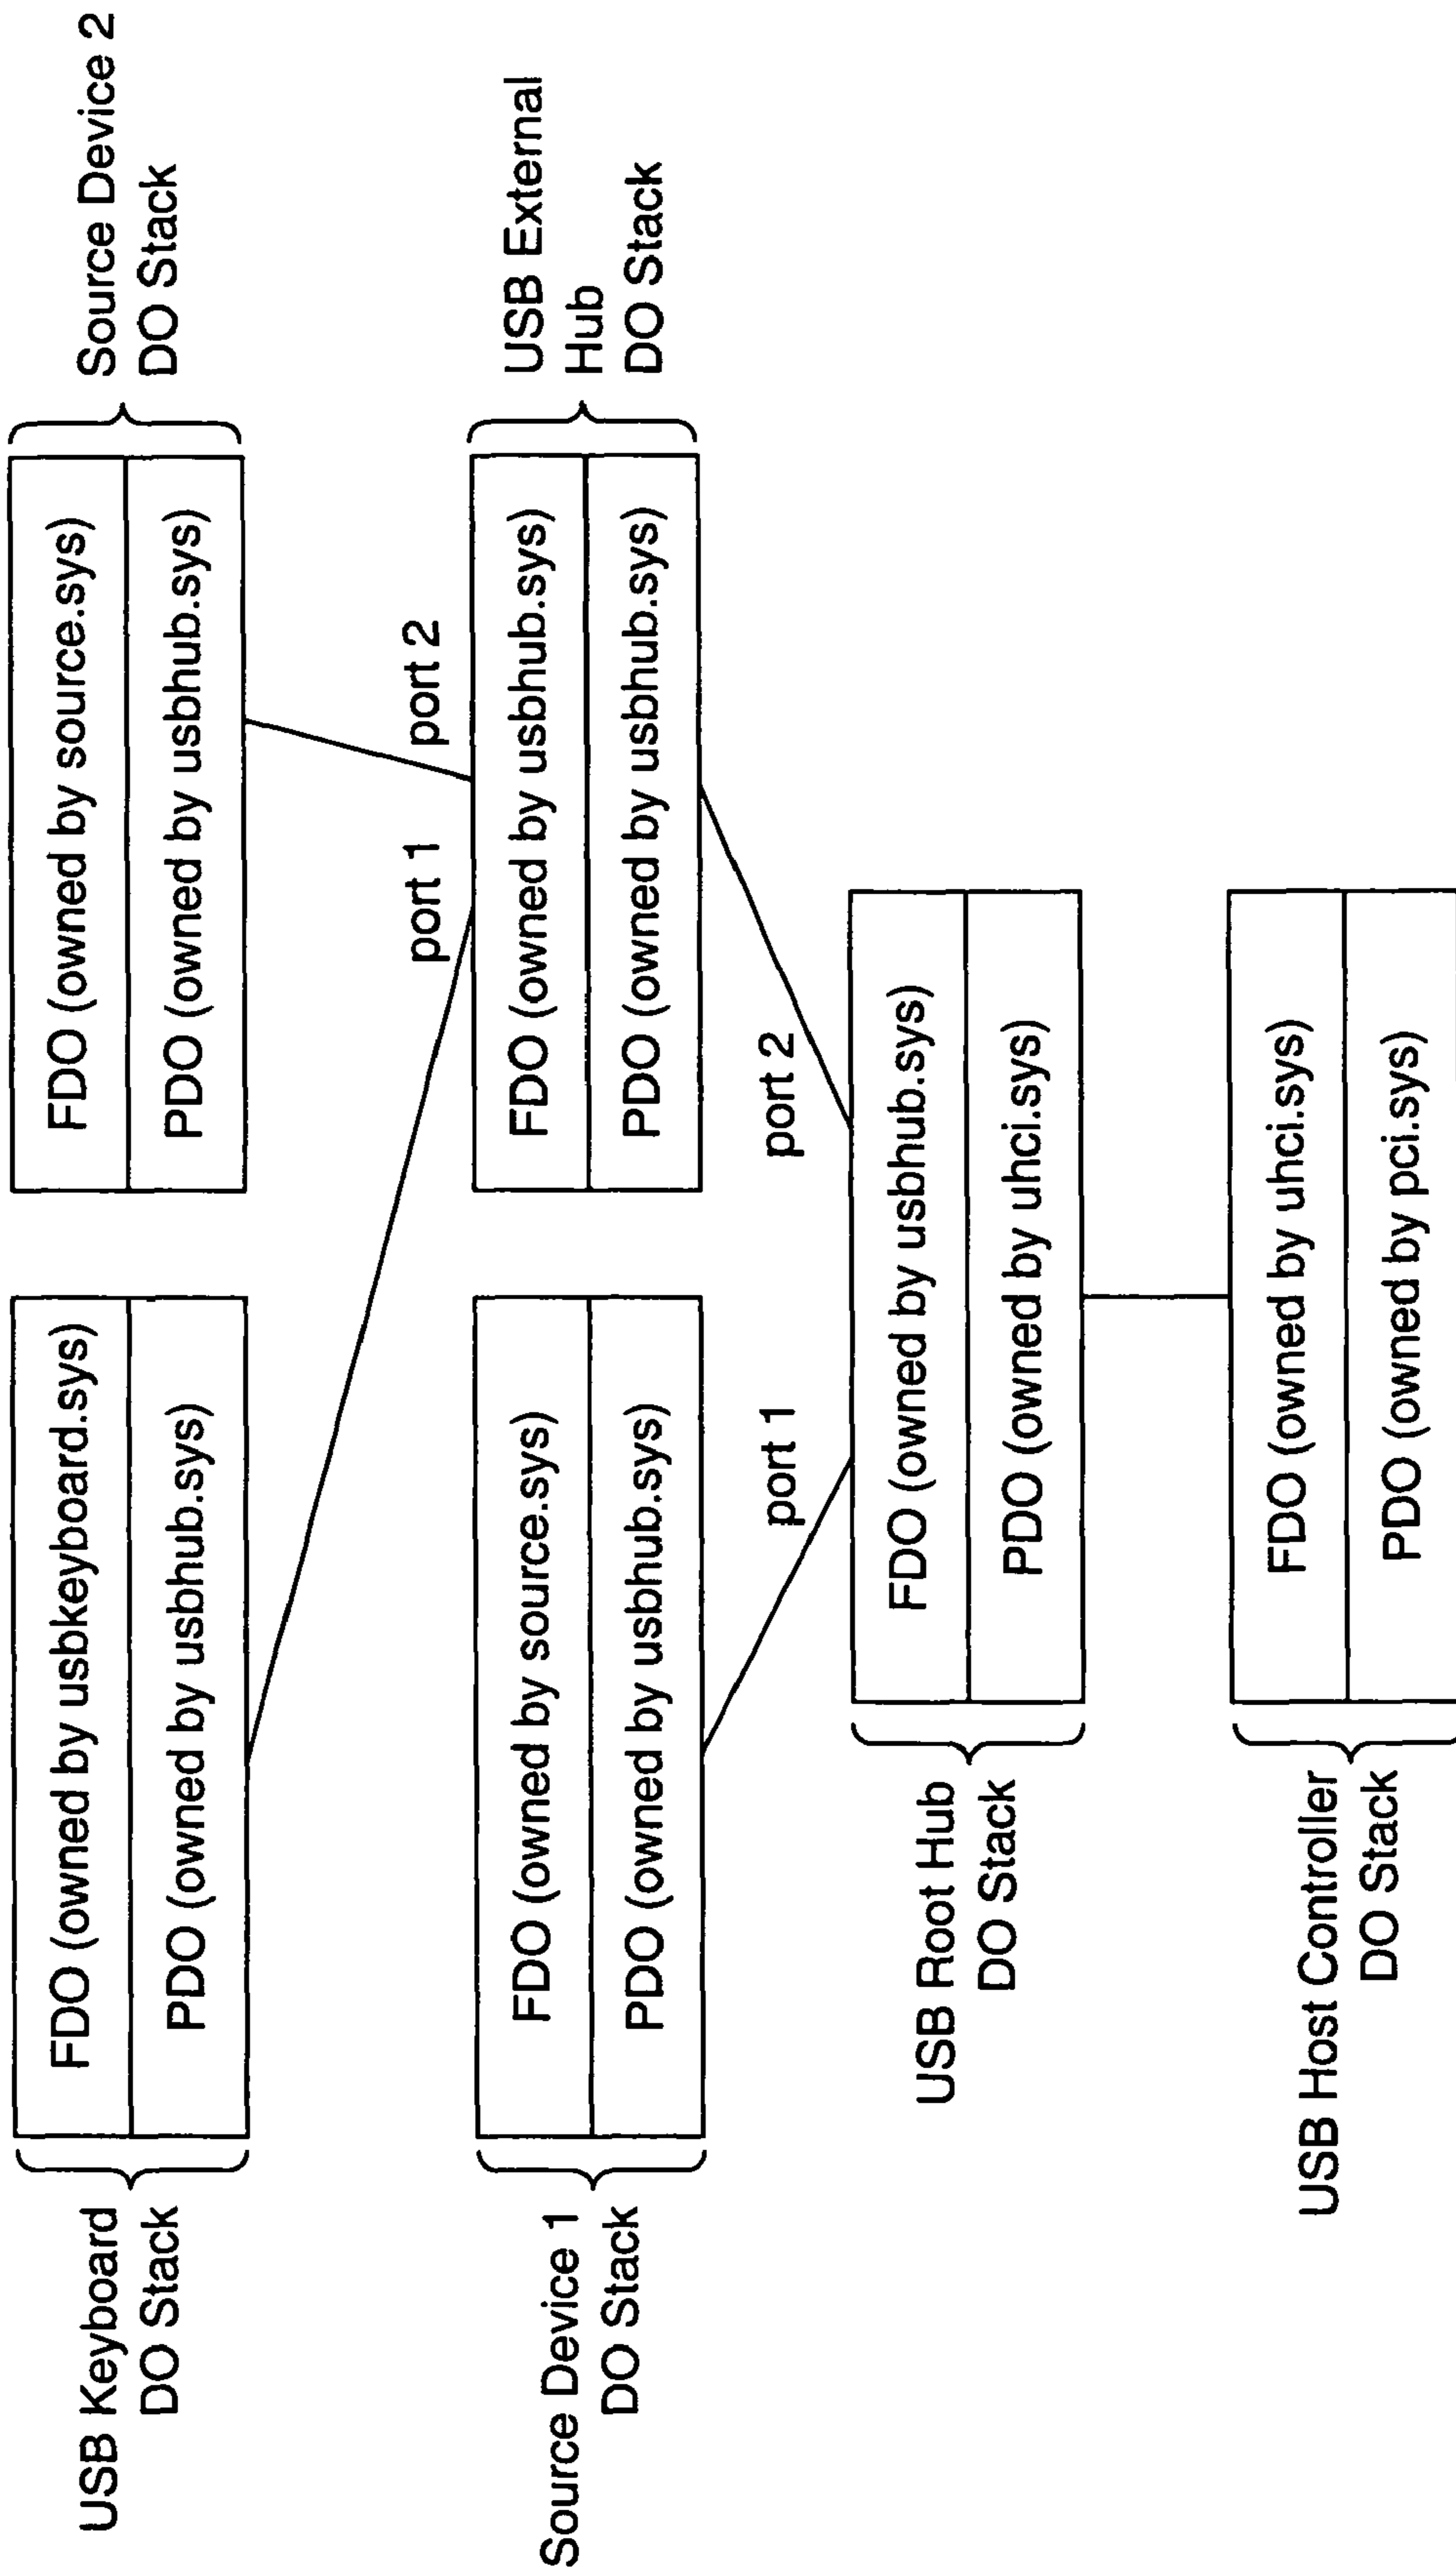 USB Keyboard
DO Stack
FDO (owned by usbkeyboard.sys)
PDO (owned by usbhub.sys)
FDO (owned by source.sys)
PDO (owned by usbhub.sys)
Source Device 2
DO Stack
port 1
port 2
Source Device 1
DO Stack
FDO (owned by source.sys)
PDO (owned by usbhub.sys)
FDO (owned by usbhub.sys)
PDO (owned by usbhub.sys)
USB External
Hub
DO Stack
port 1
port 2
USB Root Hub
DO Stack
FDO (owned by usbhub.sys)
PDO (owned by uhci.sys)
USB Host Controller
DO Stack
FDO (owned by uhci.sys)
PDO (owned by pci.sys)